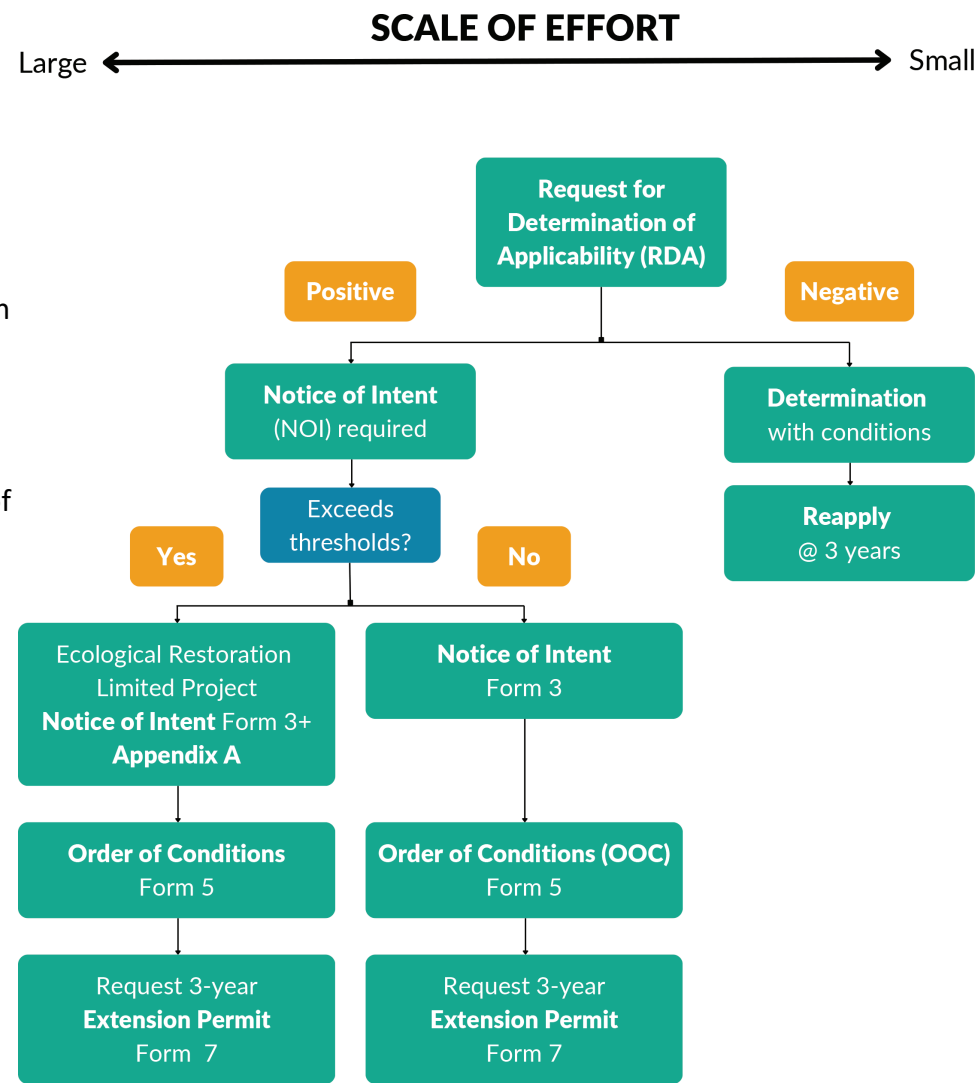 SCALE OF EFFORT
Large
Small
Request for
Determination of
Applicability (RDA)
Positive
Negative
n
Notice of Intent
(NOI) required
Determination
with conditions
f
Exceeds
thresholds?
Reapply
@ 3 years
Yes
No
Ecological Restoration
Limited Project
Notice of Intent Form 3+
Appendix A
Notice of Intent
Form 3
Order of Conditions
Form 5
Order of Conditions (OOC)
Form 5
Request 3-year
Extension Permit
Form 7
Request 3-year
Extension Permit
Form 7